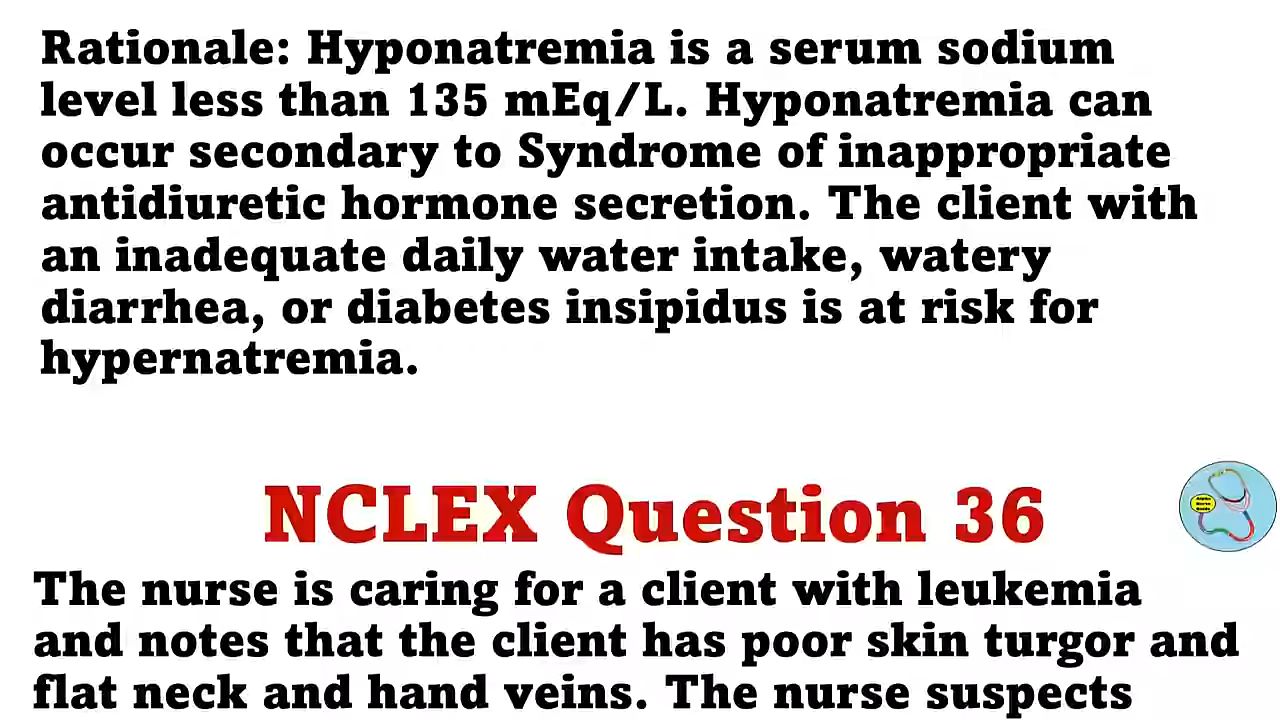 Rationale: Hyponatremia is a serum sodium
level less than 135 mEq/L. Hyponatremia can
occur secondary to Syndrome of inappropriate
antidiuretic hormone secretion. The client with
an inadequate daily water intake, watery
diarrhea, or diabetes insipidus is at risk for
hypernatremia.
NCLEX Question 36
Alpha
Nurse
Guide
The nurse is caring for a client with leukemia
and notes that the client has poor skin turgor and
flat neck and hand veins. The nurse suspects